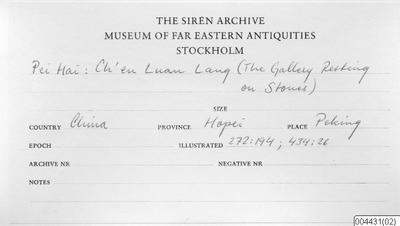 THE SIRÉN ARCHIVE
MUSEUM OF FAR EASTERN ANTIQUITIES
STOCKHOLM
Pei Hai: Ch'en Luan Lang (The Gallery Resting
on Stones)
SIZE
COUNTRY China PROVINCE Hopei PLACE Peking
EPOCH ILLUSTRATED 272:194; 434:26
ARCHIVE NR NEGATIVE NR
NOTES
004431(02)